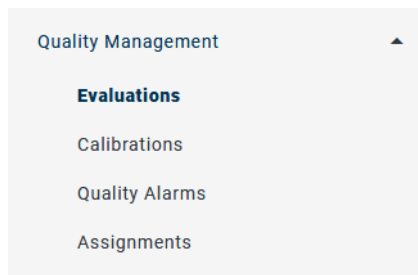 Quality Management
Evaluations
Calibrations
Quality Alarms
Assignments